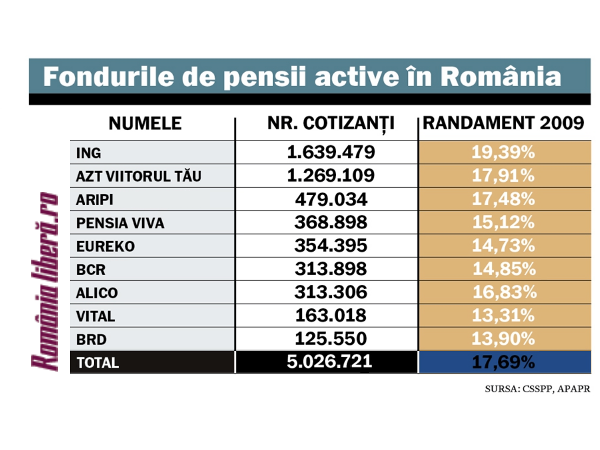 Fondurile de pensii active în România
NUMELE NR. COTIZANȚI RANDAMENT 2009
ING 1.639.479 19,39%
AZT VIITORUL TĂU 1.269.109 17,91%
ARIPI 479.034 17,48%
PENSIA VIVA 368.898 15,12%
EUREKO 354.395 14,73%
BCR 313.898 14,85%
ALICO 313.306 16,83%
VITAL 163.018 13,31%
BRD 125.550 13,90%
TOTAL 5.026.721 17,69%
SURSA: CSSPP, APAPR
România liberă.ro